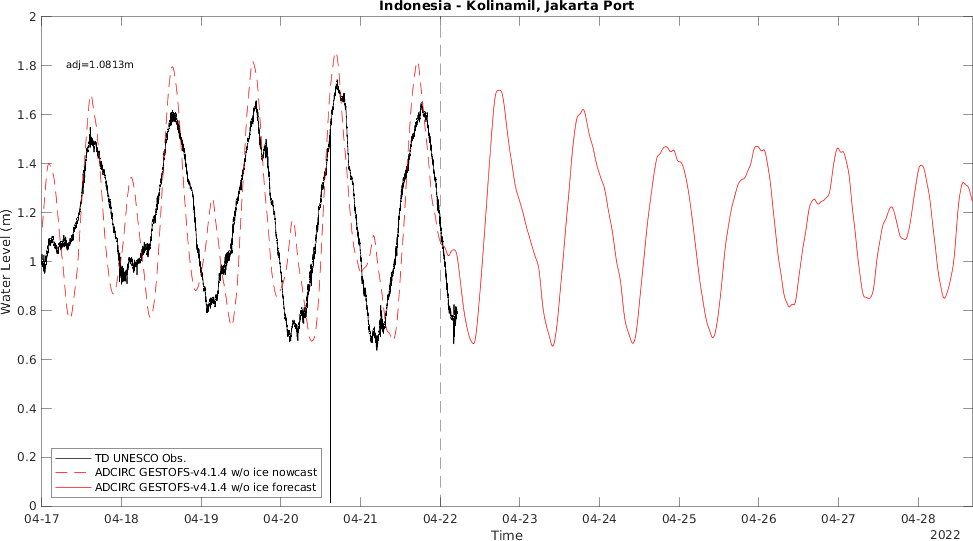 Indonesia - Kolinamil, Jakarta Port
2
1.8
1.6
1.4
1.2
1
0.8
0.6
0.4
0.2
0
Water Level (m)
adj=1.0813m
TD UNESCO Obs.
ADCIRC GESTOFS-v4.1.4 w/o ice nowcast
ADCIRC GESTOFS-v4.1.4 w/o ice forecast
04-17 04-18 04-19 04-20 04-21 04-22 04-23 04-24 04-25 04-26 04-27 04-28
Time
2022